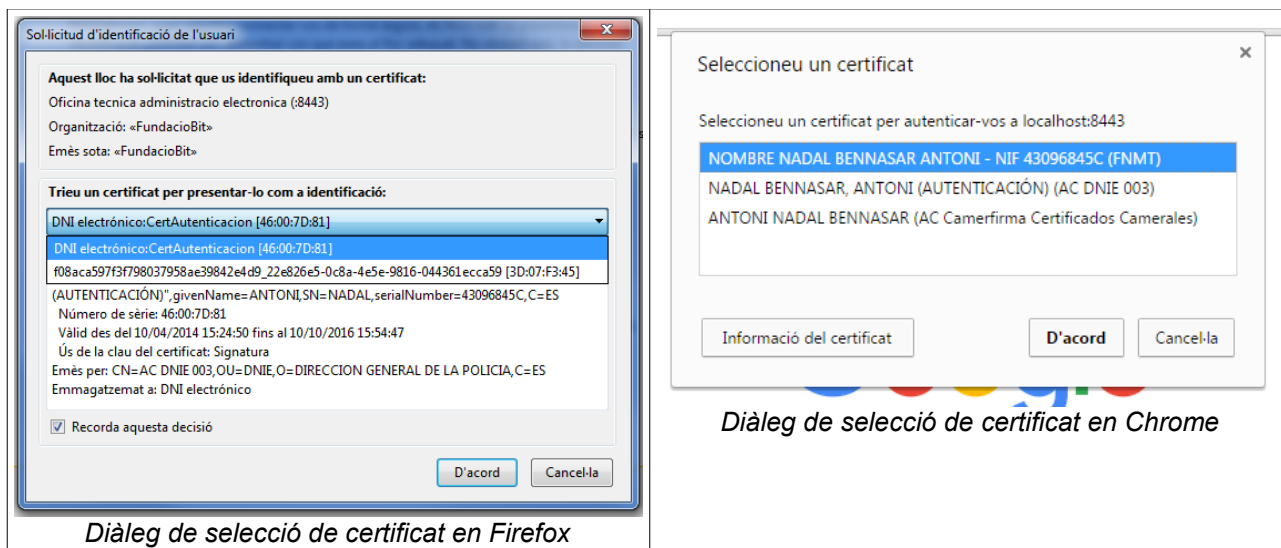 Sol·licitud d'identificació de l'usuari
Aquest lloc ha sol·licitat que us identifiqueu amb un certificat:
Oficina tecnica administracio electronica (:8443)
Organització: «FundacioBit»
Emès sota: «FundacioBit»
Trieu un certificat per presentar-lo com a identificació:
DNI electrónico:CertAutenticacion [46:00:7D:81]
DNI electrónico:CertAutenticacion [46:00:7D:81]
f08aca597f3f798037958ae39842e4d9_22e826e5-0c8a-4e5e-9816-044361ecca59 [3D:07:F3:45]
(AUTENTICACIÓN)",givenName=ANTONI,SN=NADAL,serialNumber=43096845C,C=ES
Número de sèrie: 46:00:7D:81
Vàlid des del 10/04/2014 15:24:50 fins al 10/10/2016 15:54:47
Ús de la clau del certificat: Signatura
Emès per: CN=AC DNIE 003,OU=DNIE,O=DIRECCION GENERAL DE LA POLICIA,C=ES
Emmagatzemat a: DNI electrónico
Recorda aquesta decisió
D'acord
Cancel·la
Diàleg de selecció de certificat en Firefox
Seleccioneu un certificat
Seleccioneu un certificat per autenticar-vos a localhost:8443
NOMBRE NADAL BENNASAR ANTONI - NIF 43096845C (FNMT)
NADAL BENNASAR, ANTONI (AUTENTICACIÓN) (AC DNIE 003)
ANTONI NADAL BENNASAR (AC Camerfirma Certificados Camerales)
Informació del certificat
D'acord
Cancel·la
Diàleg de selecció de certificat en Chrome